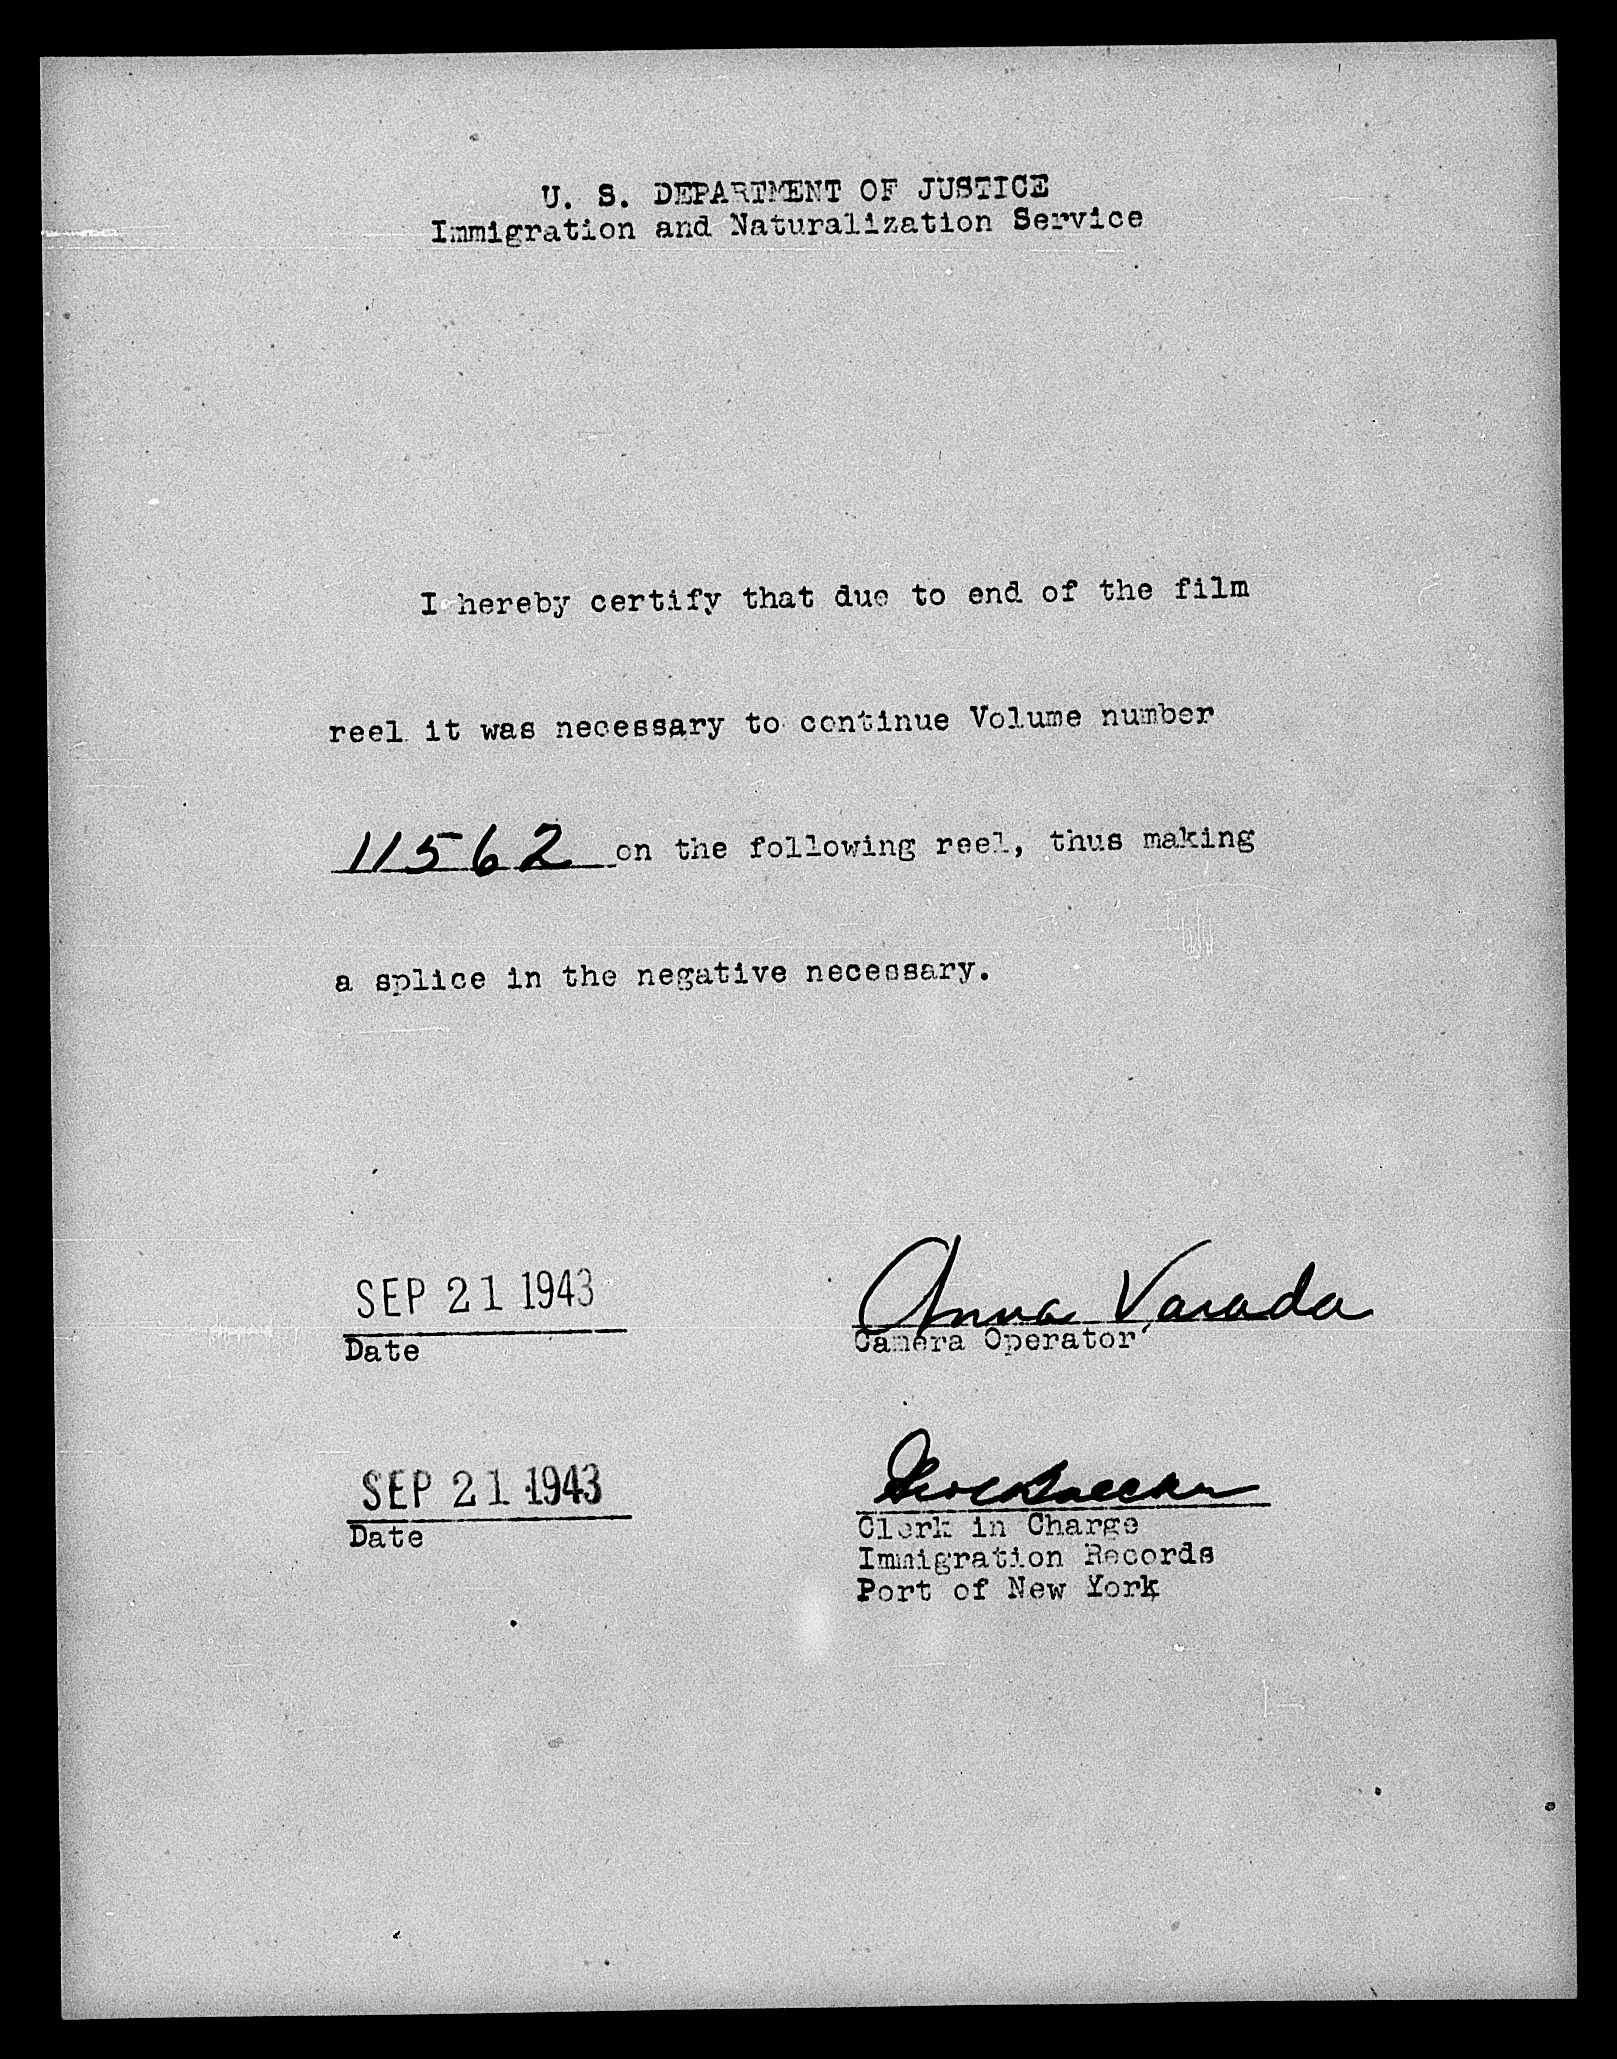 U. S. DEPARTMENT OF JUSTICE
Immigration and Naturalization Service
I hereby certify that due to end of the film
reel it was necessary to continue Volume number
11562 on the following reel, thus making
a splice in the negative necessary.
SEP 21 1943
Anna Varada
Date
Camera Operator
SEP 21 1943
Date
Clerk in Charge
Immigration Records
Port of New York